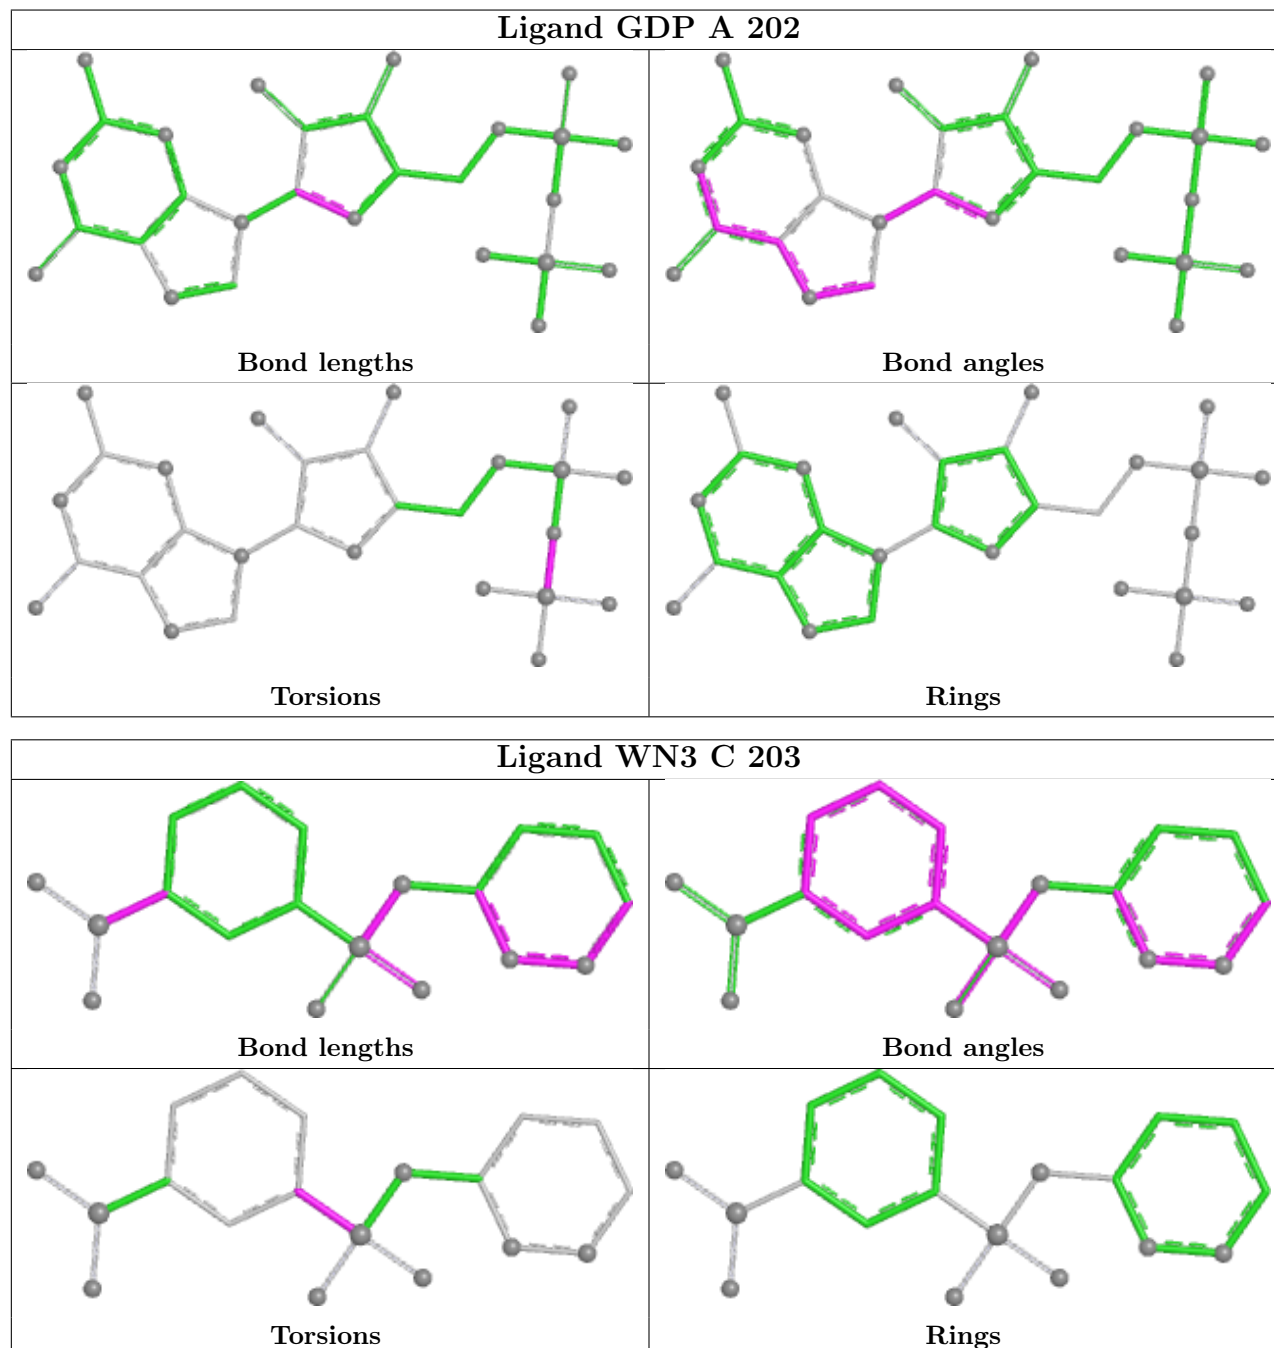 Ligand GDP A 202
Bond lengths
Bond angles
Torsions
Rings
Ligand WN3 C 203
Bond lengths
Bond angles
Torsions
Rings